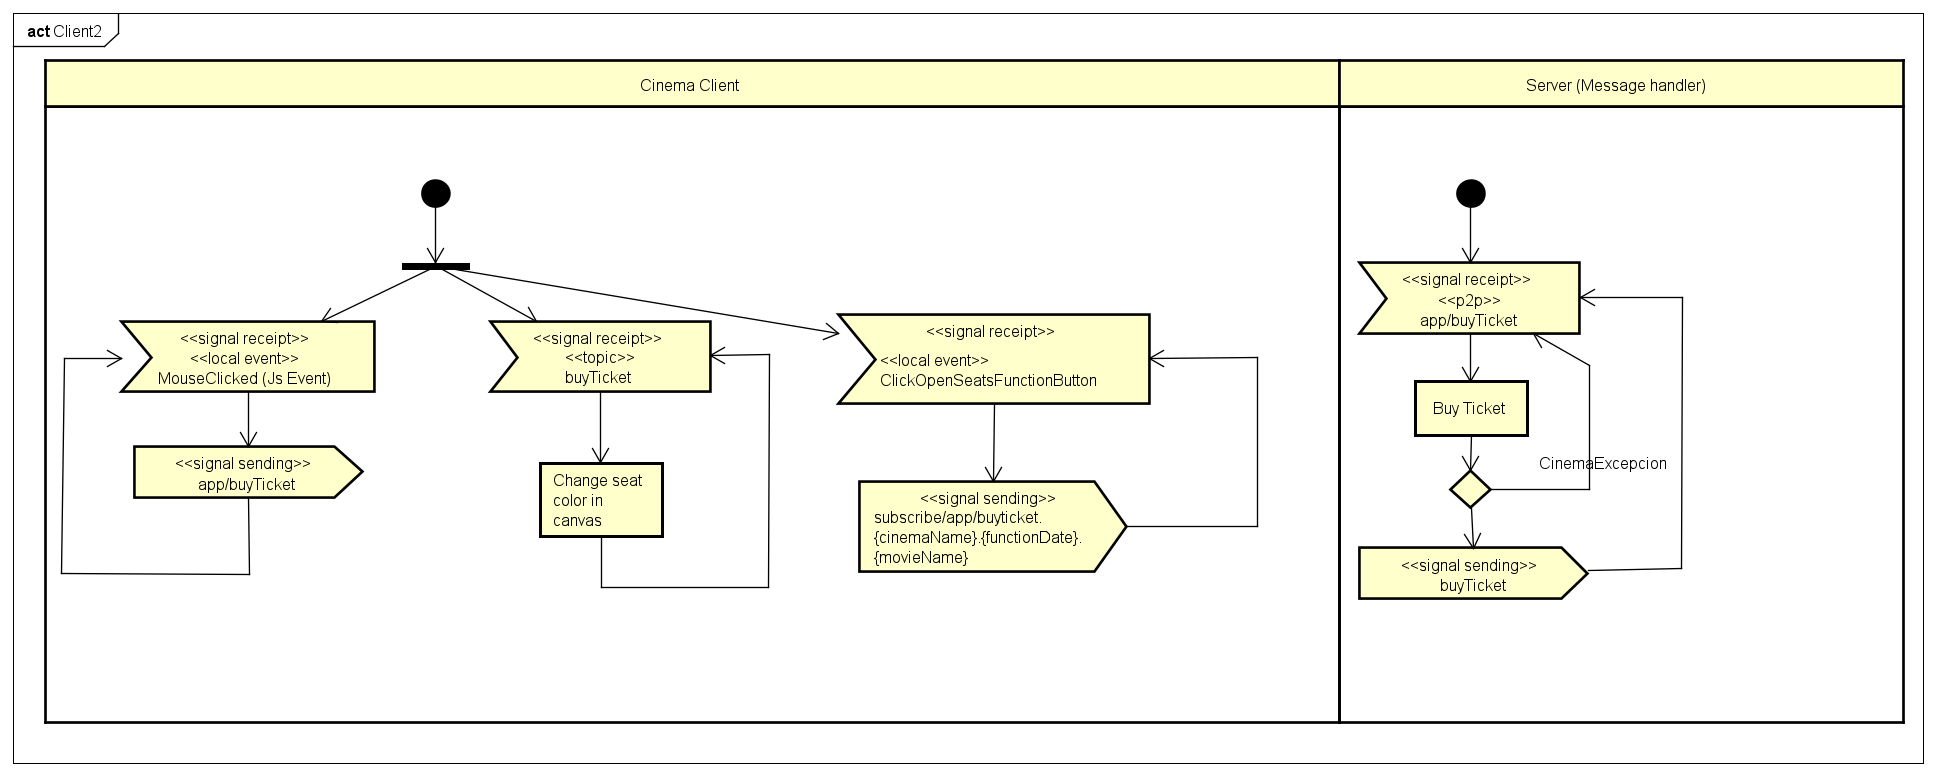 act Client2
Cinema Client
Server (Message handler)
<<signal receipt>>
<<local event>>
MouseClicked (Js Event)
<<signal sending>>
app/buyTicket
<<signal receipt>>
<<topic>>
buyTicket
Change seat
color in
canvas
<<signal receipt>>
<<local event>>
ClickOpenSeatsFunctionButton
<<signal sending>>
subscribe/app/buyticket.
{cinemaName}.{functionDate}.
{movieName}
<<signal receipt>>
<<p2p>>
app/buyTicket
Buy Ticket
CinemaExcepcion
<<signal sending>>
buyTicket